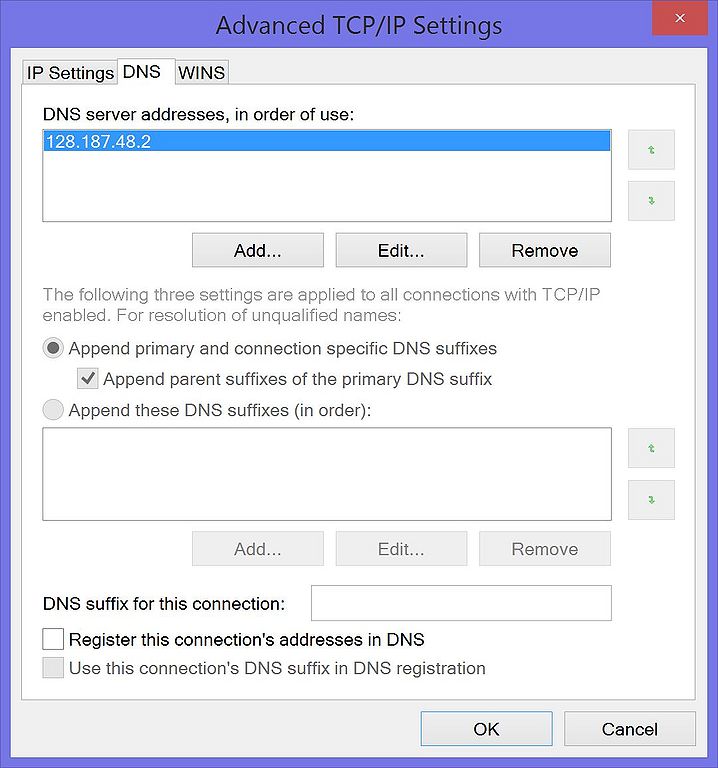 Advanced TCP/IP Settings
IP Settings DNS WINS
DNS server addresses, in order of use:
128.187.48.2
Add... Edit... Remove
The following three settings are applied to all connections with TCP/IP
enabled. For resolution of unqualified names:
Append primary and connection specific DNS suffixes
Append parent suffixes of the primary DNS suffix
Append these DNS suffixes (in order):
Add... Edit... Remove
DNS suffix for this connection:
Register this connection's addresses in DNS
Use this connection's DNS suffix in DNS registration
OK Cancel